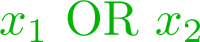 x₁ OR x₂